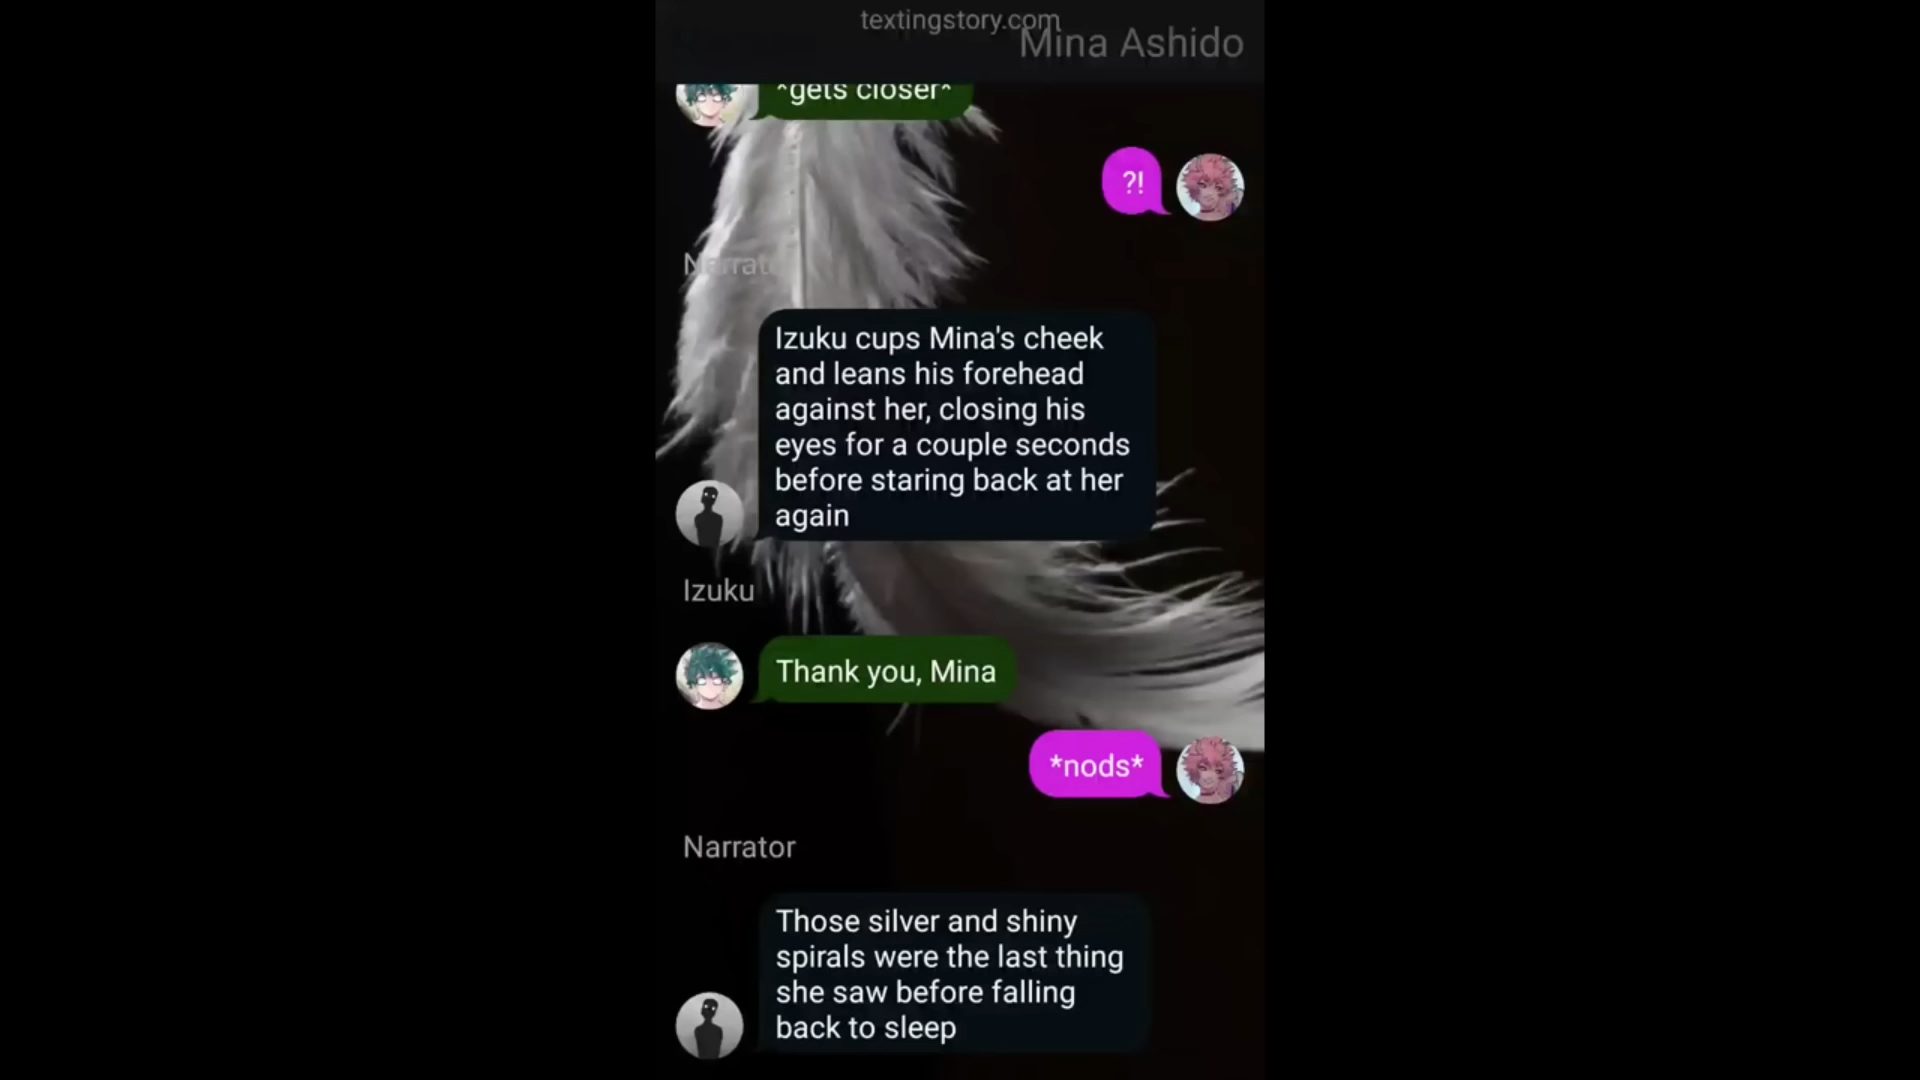 textingstory.com
Mina Ashido
*gets closer*
?!
Narrator
Izuku cups Mina's cheek
and leans his forehead
against her, closing his
eyes for a couple seconds
before staring back at her
again
Izuku
Thank you, Mina
*nods*
Narrator
Those silver and shiny
spirals were the last thing
she saw before falling
back to sleep